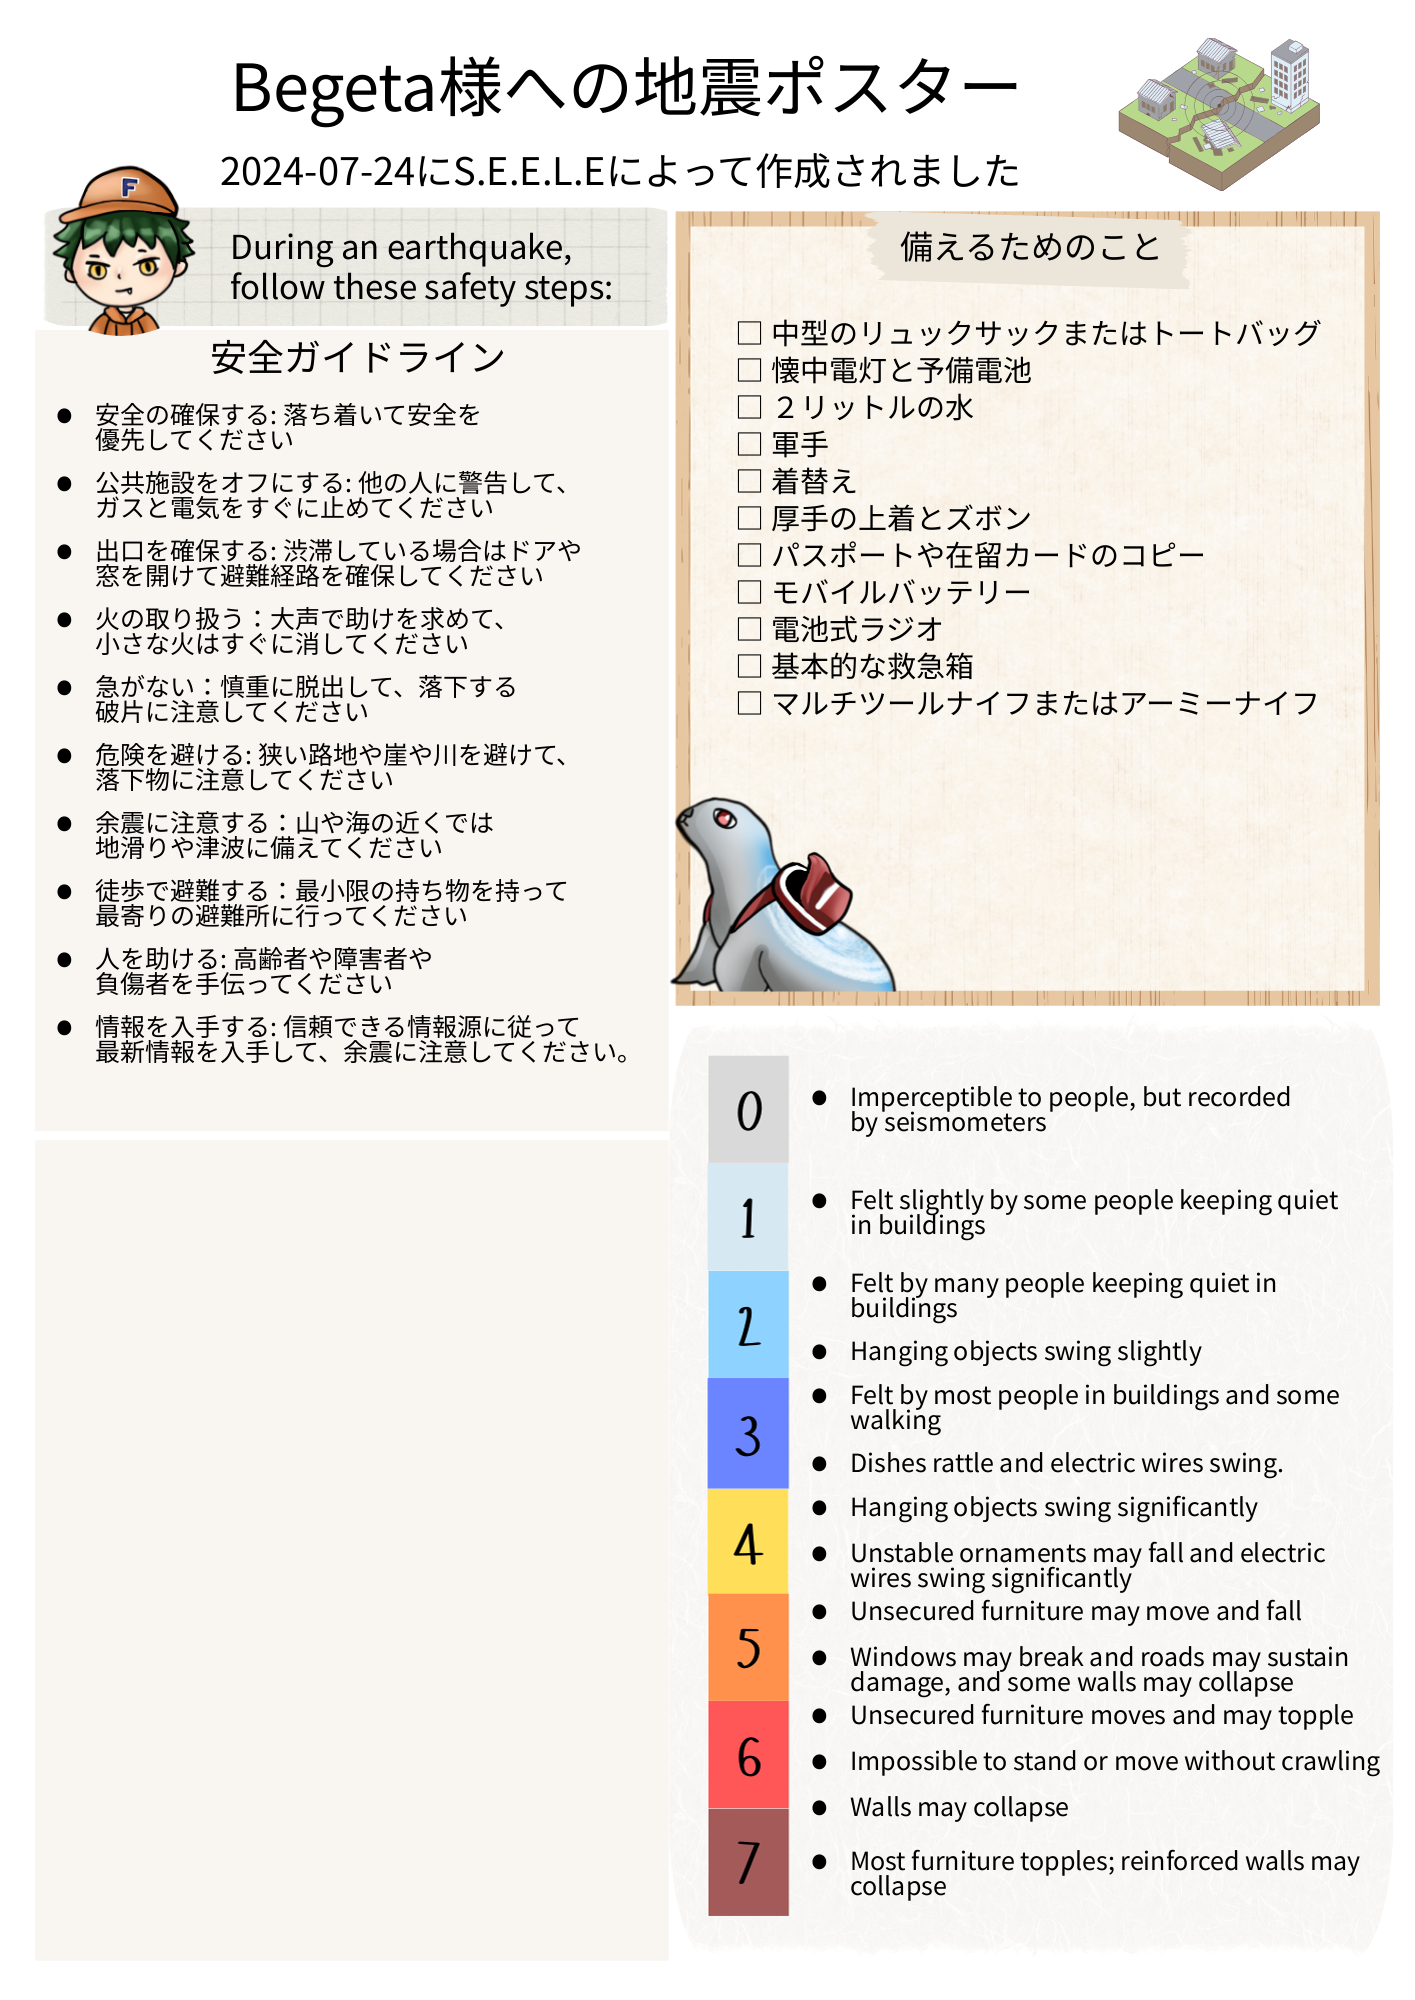 Begeta様への地震ポスター
2024-07-24にS.E.E.L.Eによって作成されました
F
During an earthquake,
follow these safety steps:
安全ガイドライン
● 安全の確保する: 落ち着いて安全を
優先してください
● 公共施設をオフにする: 他の人に警告して、
ガスと電気をすぐに止めてください
● 出口を確保する: 渋滞している場合はドアや
窓を開けて避難経路を確保してください
● 火の取り扱う：大声で助けを求めて、
小さな火はすぐに消してください
● 急がない：慎重に脱出して、落下する
破片に注意してください
● 危険を避ける: 狭い路地や崖や川を避けて、
落下物に注意してください
● 余震に注意する：山や海の近くでは
地滑りや津波に備えてください
● 徒歩で避難する：最小限の持ち物を持って
最寄りの避難所に行ってください
● 人を助ける: 高齢者や障害者や
負傷者を手伝ってください
● 情報を入手する: 信頼できる情報源に従って
最新情報を入手して、余震に注意してください。
備えるためのこと
□ 中型のリュックサックまたはトートバッグ
□ 懐中電灯と予備電池
□ ２リットルの水
□ 軍手
□ 着替え
□ 厚手の上着とズボン
□ パスポートや在留カードのコピー
□ モバイルバッテリー
□ 電池式ラジオ
□ 基本的な救急箱
□ マルチツールナイフまたはアーミーナイフ
0
● Imperceptible to people, but recorded
by seismometers
1
● Felt slightly by some people keeping quiet
in buildings
2
● Felt by many people keeping quiet in
buildings
● Hanging objects swing slightly
3
● Felt by most people in buildings and some
walking
● Dishes rattle and electric wires swing.
4
● Hanging objects swing significantly
● Unstable ornaments may fall and electric
wires swing significantly
5
● Unsecured furniture may move and fall
● Windows may break and roads may sustain
damage, and some walls may collapse
6
● Unsecured furniture moves and may topple
● Impossible to stand or move without crawling
● Walls may collapse
7
● Most furniture topples; reinforced walls may
collapse